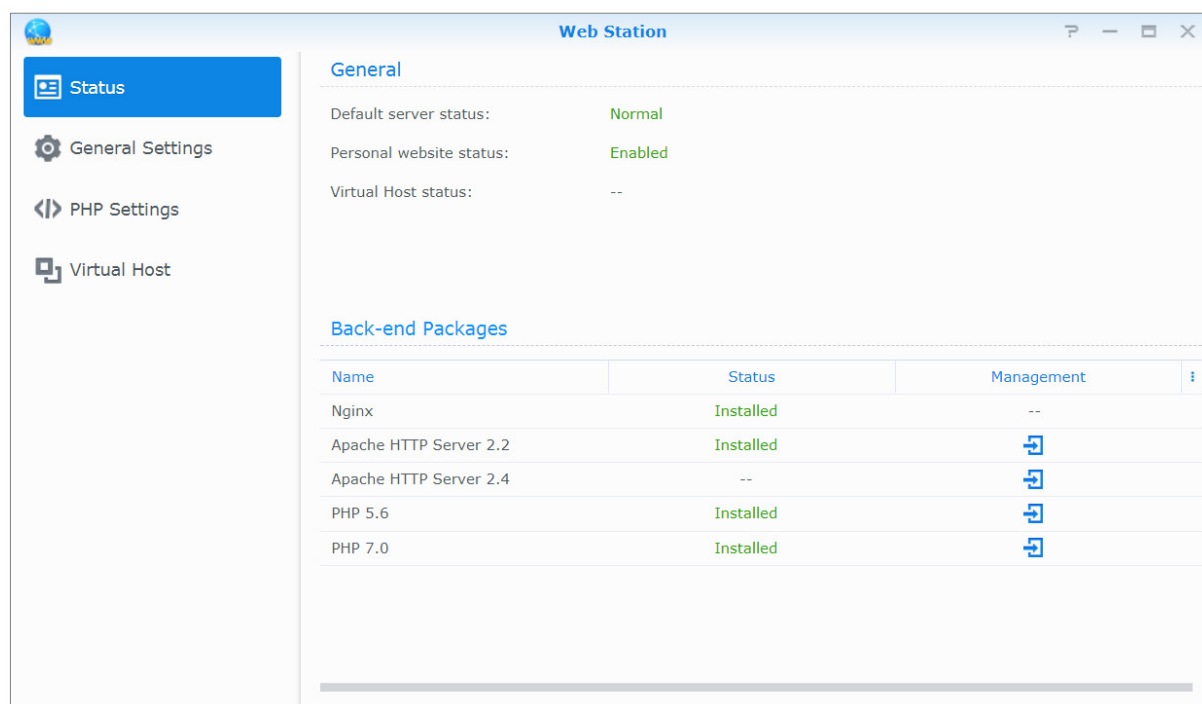 Web Station
Status
General Settings
PHP Settings
Virtual Host
General
Default server status: Normal
Personal website status: Enabled
Virtual Host status: --
Back-end Packages
Name Status Management
Nginx Installed --
Apache HTTP Server 2.2 Installed
Apache HTTP Server 2.4 --
PHP 5.6 Installed
PHP 7.0 Installed